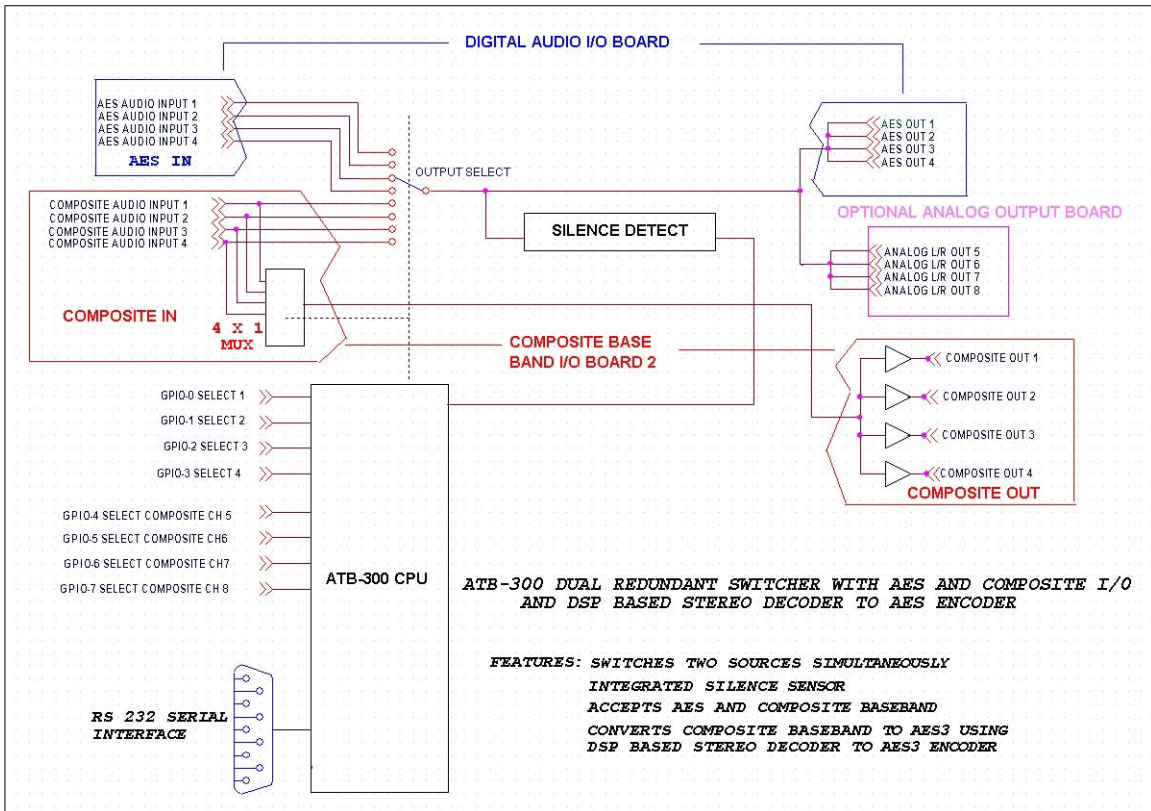 DIGITAL AUDIO I/O BOARD
AES AUDIO INPUT 1
AES AUDIO INPUT 2
AES AUDIO INPUT 3
AES AUDIO INPUT 4
AES IN
OUTPUT SELECT
AES OUT 1
AES OUT 2
AES OUT 3
AES OUT 4
COMPOSITE AUDIO INPUT 1
COMPOSITE AUDIO INPUT 2
COMPOSITE AUDIO INPUT 3
COMPOSITE AUDIO INPUT 4
SILENCE DETECT
OPTIONAL ANALOG OUTPUT BOARD
ANALOG L/R OUT 5
ANALOG L/R OUT 6
ANALOG L/R OUT 7
ANALOG L/R OUT 8
COMPOSITE IN
4 X 1
MUX
COMPOSITE BASE
BAND I/O BOARD 2
COMPOSITE OUT 1
COMPOSITE OUT 2
COMPOSITE OUT 3
COMPOSITE OUT 4
COMPOSITE OUT
GPIO-0 SELECT 1
GPIO-1 SELECT 2
GPIO-2 SELECT 3
GPIO-3 SELECT 4
GPIO-4 SELECT COMPOSITE CH 5
GPIO-5 SELECT COMPOSITE CH6
GPIO-6 SELECT COMPOSITE CH7
GPIO-7 SELECT COMPOSITE CH 8
ATB-300 CPU
ATB-300 DUAL REDUNDANT SWITCHER WITH AES AND COMPOSITE I/O
AND DSP BASED STEREO DECODER TO AES ENCODER
FEATURES: SWITCHES TWO SOURCES SIMULTANEOUSLY
INTEGRATED SILENCE SENSOR
ACCEPTS AES AND COMPOSITE BASEBAND
CONVERTS COMPOSITE BASEBAND TO AES3 USING
DSP BASED STEREO DECODER TO AES3 ENCODER
RS 232 SERIAL
INTERFACE